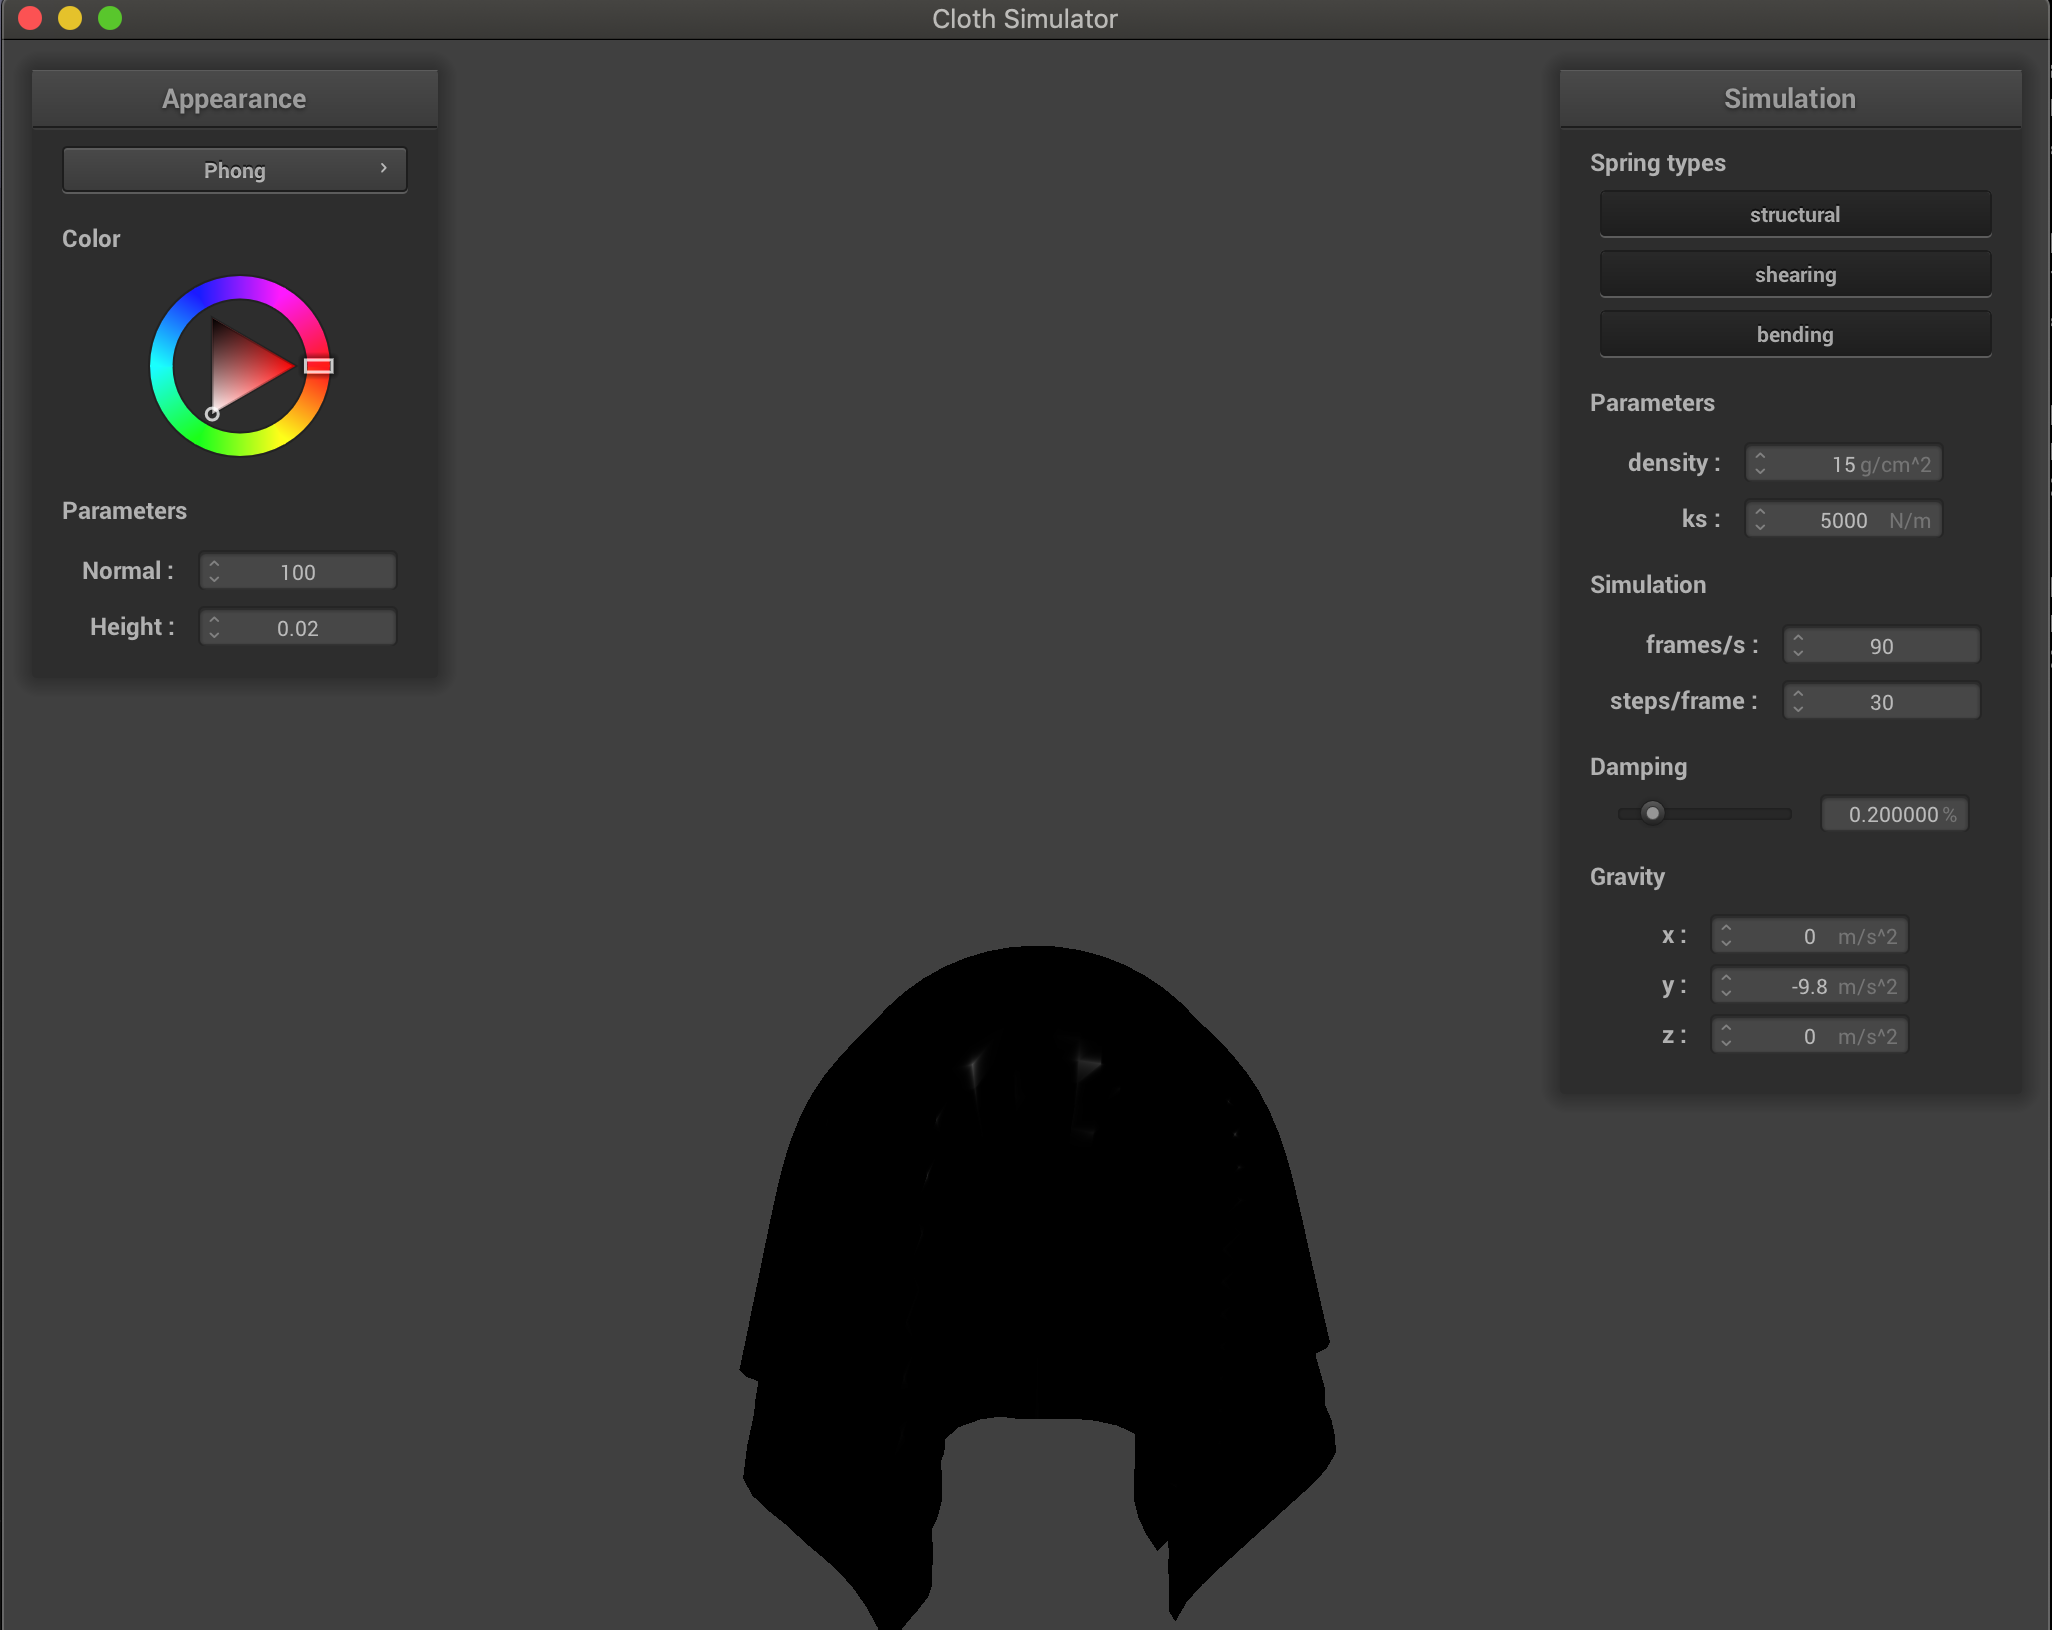 Cloth Simulator
Appearance
Phong
Color
Parameters
Normal : 100
Height : 0.02
Simulation
Spring types
structural
shearing
bending
Parameters
density : 15 g/cm^2
ks : 5000 N/m
Simulation
frames/s : 90
steps/frame : 30
Damping
0.200000 %
Gravity
x : 0 m/s^2
y : -9.8 m/s^2
z : 0 m/s^2